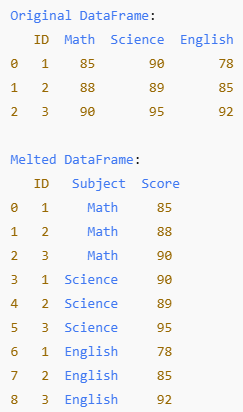 Original DataFrame:
   ID  Math  Science  English
0   1    85       90       78
1   2    88       89       85
2   3    90       95       92

Melted DataFrame:
   ID  Subject  Score
0   1     Math     85
1   2     Math     88
2   3     Math     90
3   1  Science     90
4   2  Science     89
5   3  Science     95
6   1  English     78
7   2  English     85
8   3  English     92